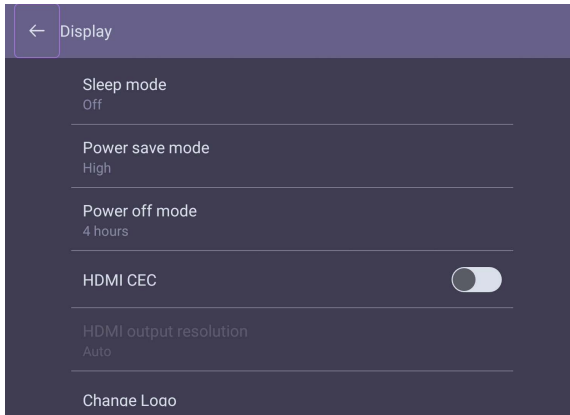 Display
Sleep mode
Off
Power save mode
High
Power off mode
4 hours
HDMI CEC
HDMI output resolution
Auto
Change Logo